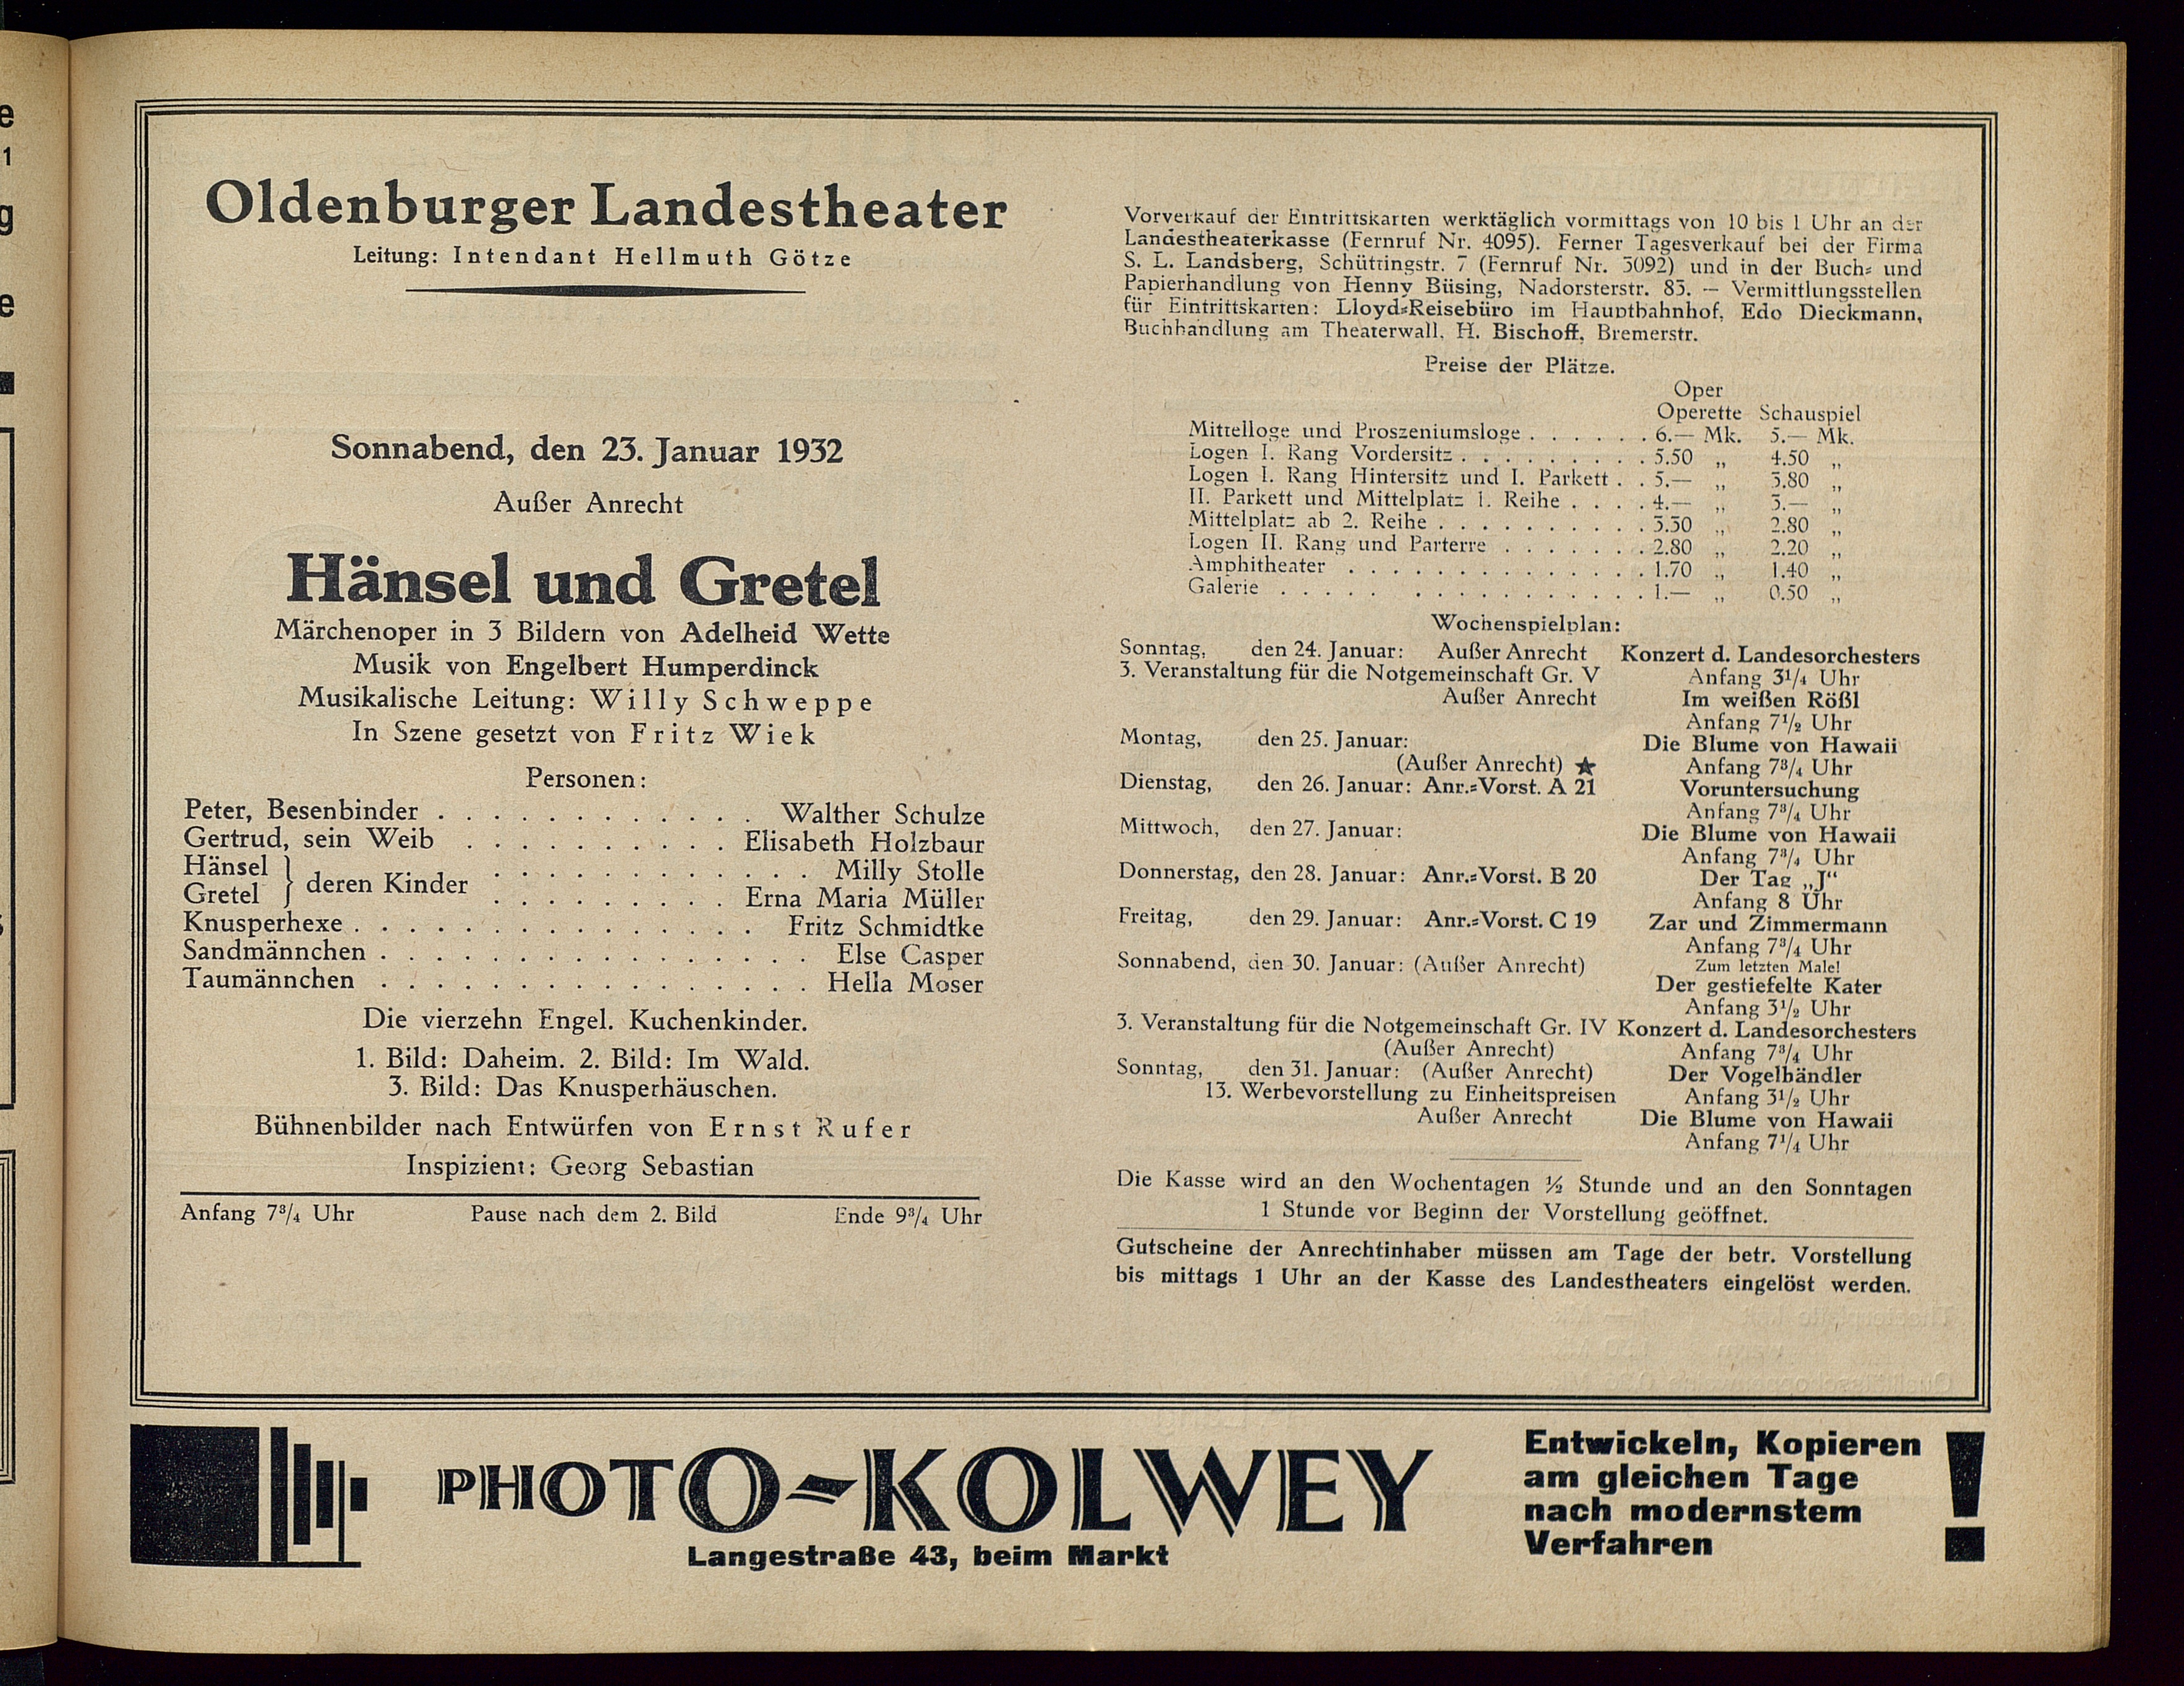 e
1
g
e
Oldenburger Landestheater
Leitung: Intendant Hellmuth Götze
Sonnabend, den 23. Januar 1932
Außer Anrecht
Hänsel und Gretel
Märchenoper in 3 Bildern von Adelheid Wette
Musik von Engelbert Humperdinck
Musikalische Leitung: Willy Schweppe
In Szene gesetzt von Fritz Wiek
Personen:
Peter, Besenbinder . . . . . . . . . . . . Walther Schulze
Gertrud, sein Weib . . . . . . . . . . Elisabeth Holzbaur
Hänsel } deren Kinder . . . . . . . . . . . . Milly Stolle
Gretel } . . . . . . . . . Erna Maria Müller
Knusperhexe . . . . . . . . . . . . . . . Fritz Schmidtke
Sandmännchen . . . . . . . . . . . . . . . . Else Casper
Taumännchen . . . . . . . . . . . . . . . . Hella Moser
Die vierzehn Engel. Kuchenkinder.
1. Bild: Daheim. 2. Bild: Im Wald.
3. Bild: Das Knusperhäuschen.
Bühnenbilder nach Entwürfen von Ernst Rufer
Inspizient: Georg Sebastian
Anfang 7³/₄ Uhr Pause nach dem 2. Bild Ende 9³/₄ Uhr
Vorverkauf der Eintrittskarten werktäglich vormittags von 10 bis 1 Uhr an der
Landestheaterkasse (Fernruf Nr. 4095). Ferner Tagesverkauf bei der Firma
S. L. Landsberg, Schüttingstr. 7 (Fernruf Nr. 3092) und in der Buch= und
Papierhandlung von Henny Büsing, Nadorsterstr. 83. — Vermittlungsstellen
für Eintrittskarten: Lloyd=Reisebüro im Hauptbahnhof, Edo Dieckmann,
Buchhandlung am Theaterwall, H. Bischoff, Bremerstr.
Preise der Plätze.
Oper
Operette Schauspiel
Mittelloge und Proszeniumsloge . . . . . . 6.— Mk. 5.— Mk.
Logen I. Rang Vordersitz . . . . . . . . . 5.50 „ 4.50 „
Logen I. Rang Hintersitz und I. Parkett . . 5.— „ 3.80 „
II. Parkett und Mittelplatz 1. Reihe . . . . 4.— „ 3.— „
Mittelplatz ab 2. Reihe . . . . . . . . . . 3.30 „ 2.80 „
Logen II. Rang und Parterre . . . . . . . 2.80 „ 2.20 „
Amphitheater . . . . . . . . . . . . . . 1.70 „ 1.40 „
Galerie . . . . . . . . . . . . . . . . 1.— „ 0.50 „
Wochenspielplan:
Sonntag, den 24. Januar: Außer Anrecht Konzert d. Landesorchesters
3. Veranstaltung für die Notgemeinschaft Gr. V Anfang 3¹/₄ Uhr
Außer Anrecht Im weißen Rößl
Anfang 7¹/₂ Uhr
Montag, den 25. Januar: Die Blume von Hawaii
(Außer Anrecht) ★ Anfang 7³/₄ Uhr
Dienstag, den 26. Januar: Anr.=Vorst. A 21 Voruntersuchung
Anfang 7³/₄ Uhr
Mittwoch, den 27. Januar: Die Blume von Hawaii
Anfang 7³/₄ Uhr
Donnerstag, den 28. Januar: Anr.=Vorst. B 20 Der Tag „J“
Anfang 8 Uhr
Freitag, den 29. Januar: Anr.=Vorst. C 19 Zar und Zimmermann
Anfang 7³/₄ Uhr
Sonnabend, den 30. Januar: (Außer Anrecht) Zum letzten Male!
Der gestiefelte Kater
Anfang 3¹/₂ Uhr
3. Veranstaltung für die Notgemeinschaft Gr. IV Konzert d. Landesorchesters
(Außer Anrecht) Anfang 7³/₄ Uhr
Sonntag, den 31. Januar: (Außer Anrecht) Der Vogelhändler
13. Werbevorstellung zu Einheitspreisen Anfang 3¹/₂ Uhr
Außer Anrecht Die Blume von Hawaii
Anfang 7¹/₄ Uhr
Die Kasse wird an den Wochentagen ½ Stunde und an den Sonntagen
1 Stunde vor Beginn der Vorstellung geöffnet.
Gutscheine der Anrechtinhaber müssen am Tage der betr. Vorstellung
bis mittags 1 Uhr an der Kasse des Landestheaters eingelöst werden.
PHOTO-KOLWEY
Langestraße 43, beim Markt
Entwickeln, Kopieren
am gleichen Tage
nach modernstem
Verfahren !